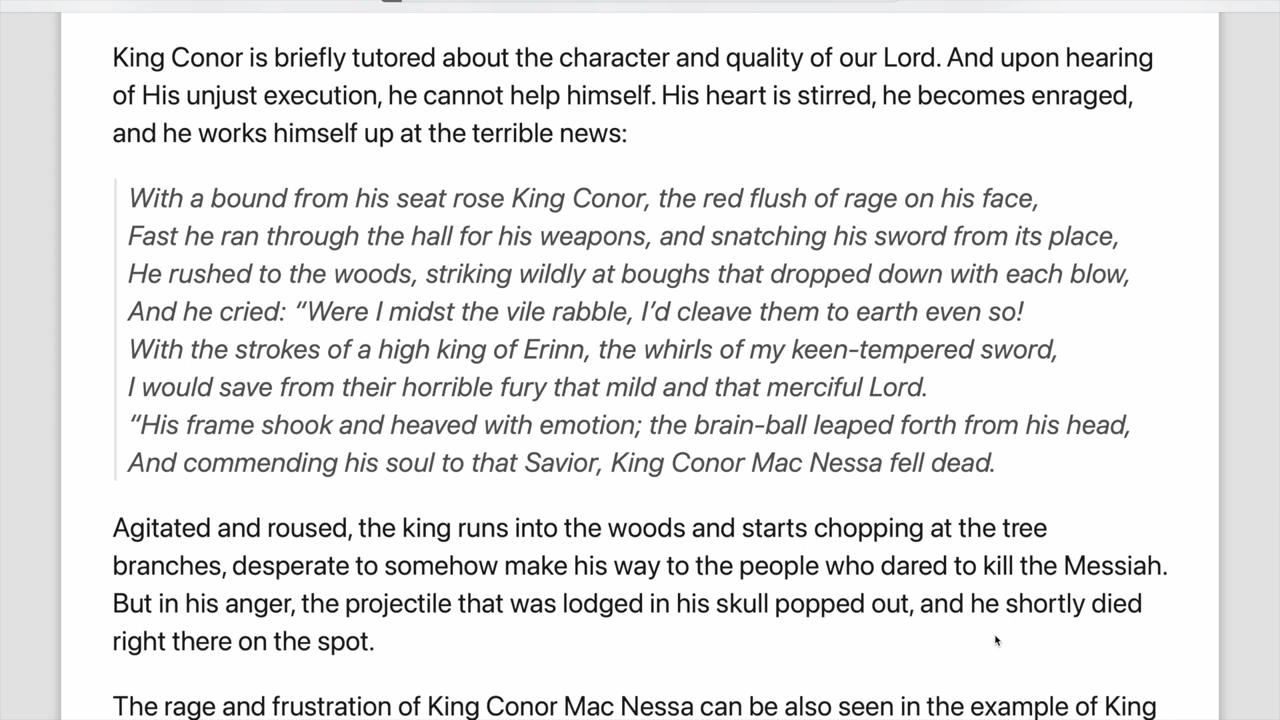 King Conor is briefly tutored about the character and quality of our Lord. And upon hearing
of His unjust execution, he cannot help himself. His heart is stirred, he becomes enraged,
and he works himself up at the terrible news:
With a bound from his seat rose King Conor, the red flush of rage on his face,
Fast he ran through the hall for his weapons, and snatching his sword from its place,
He rushed to the woods, striking wildly at boughs that dropped down with each blow,
And he cried: “Were I midst the vile rabble, I’d cleave them to earth even so!
With the strokes of a high king of Erinn, the whirls of my keen-tempered sword,
I would save from their horrible fury that mild and that merciful Lord.
“His frame shook and heaved with emotion; the brain-ball leaped forth from his head,
And commending his soul to that Savior, King Conor Mac Nessa fell dead.
Agitated and roused, the king runs into the woods and starts chopping at the tree
branches, desperate to somehow make his way to the people who dared to kill the Messiah.
But in his anger, the projectile that was lodged in his skull popped out, and he shortly died
right there on the spot.
The rage and frustration of King Conor Mac Nessa can be also seen in the example of King